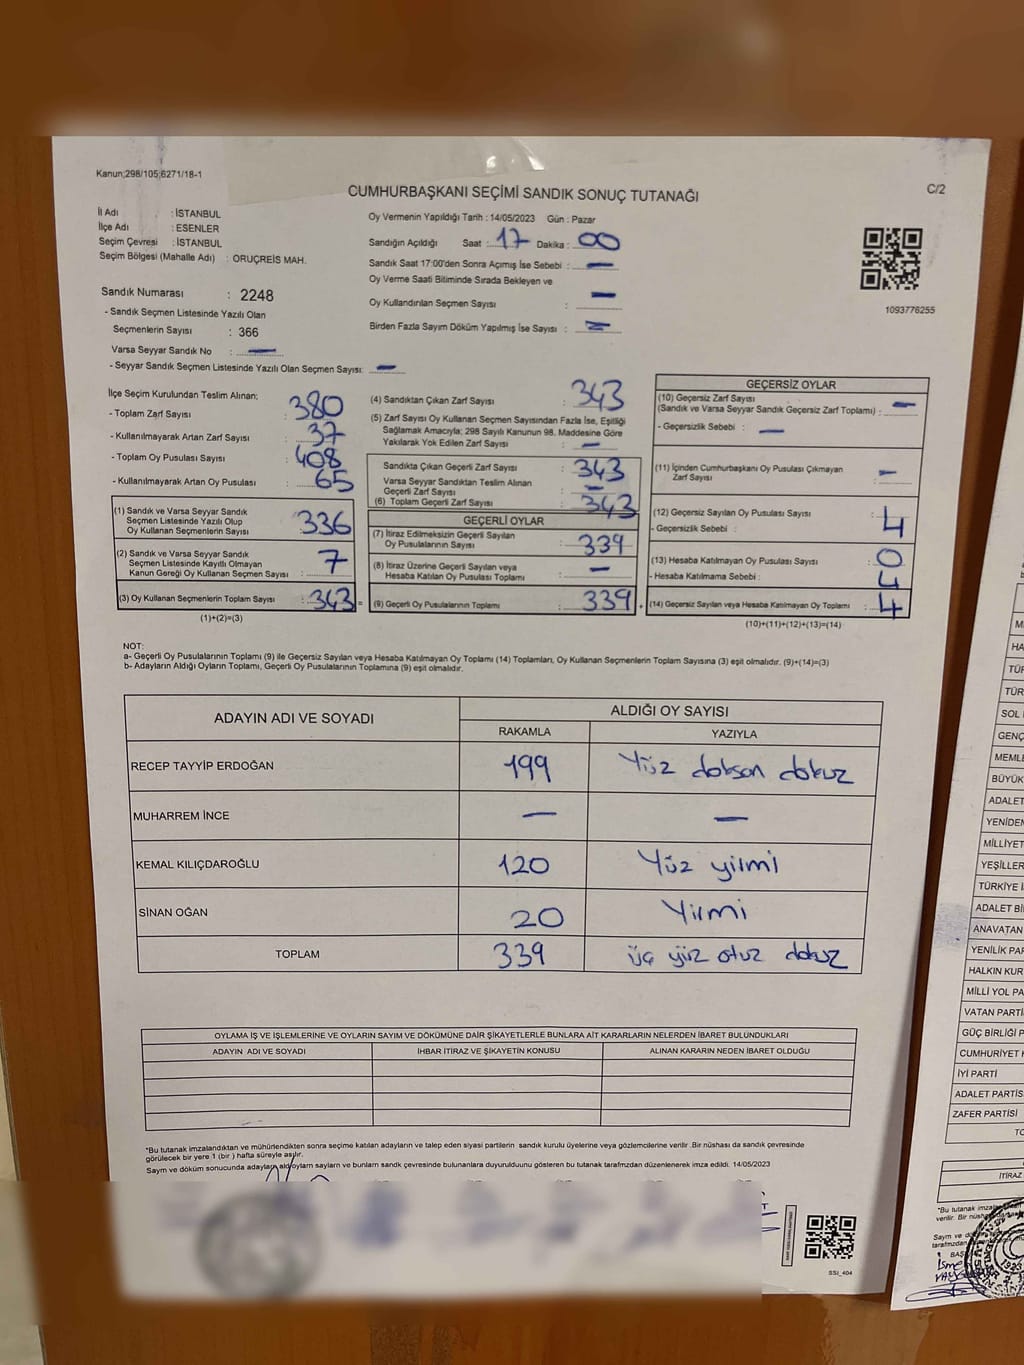 Kanun;298/105;6271/18-1
CUMHURBAŞKANI SEÇİMİ SANDIK SONUÇ TUTANAĞI
C/2
İl Adı : İSTANBUL
İlçe Adı : ESENLER
Seçim Çevresi : İSTANBUL
Seçim Bölgesi (Mahalle Adı) : ORUÇREİS MAH.
Oy Vermenin Yapıldığı Tarih : 14/05/2023 Gün : Pazar
Sandığın Açıldığı Saat : 17 Dakika : 00
Sandık Saat 17:00'den Sonra Açımış İse Sebebi : —
Oy Verme Saati Bitiminde Sırada Bekleyen ve
Oy Kullandırılan Seçmen Sayısı : —
Birden Fazla Sayım Döküm Yapılmış İse Sayısı : —
1093776255
Sandık Numarası : 2248
- Sandık Seçmen Listesinde Yazılı Olan
Seçmenlerin Sayısı : 366
Varsa Seyyar Sandık No : —
- Seyyar Sandık Seçmen Listesinde Yazılı Olan Seçmen Sayısı: —
İlçe Seçim Kurulundan Teslim Alınan;
- Toplam Zarf Sayısı : 380
- Kullanılmayarak Artan Zarf Sayısı : 37
- Toplam Oy Pusulası Sayısı : 408
- Kullanılmayarak Artan Oy Pusulası : 65
(1) Sandık ve Varsa Seyyar Sandık
Seçmen Listesinde Yazılı Olup
Oy Kullanan Seçmenlerin Sayısı : 336
(2) Sandık ve Varsa Seyyar Sandık
Seçmen Listesinde Kayıtlı Olmayan
Kanun Gereği Oy Kullanan Seçmen Sayısı : 7
(3) Oy Kullanan Seçmenlerin Toplam Sayısı : 343 =
(1)+(2)=(3)
(4) Sandıktan Çıkan Zarf Sayısı : 343
(5) Zarf Sayısı Oy Kullanan Seçmen Sayısından Fazla İse, Eşitliği
Sağlamak Amacıyla; 298 Sayılı Kanunun 98. Maddesine Göre
Yakılarak Yok Edilen Zarf Sayısı : —
Sandıkta Çıkan Geçerli Zarf Sayısı : 343
Varsa Seyyar Sandıktan Teslim Alınan
Geçerli Zarf Sayısı : —
(6) Toplam Geçerli Zarf Sayısı : 343
GEÇERLİ OYLAR
(7) İtiraz Edilmeksizin Geçerli Sayılan
Oy Pusulalarının Sayısı : 339
(8) İtiraz Üzerine Geçerli Sayılan veya
Hesaba Katılan Oy Pusulası Toplamı : —
(9) Geçerli Oy Pusulalarının Toplamı : 339 +
GEÇERSİZ OYLAR
(10) Geçersiz Zarf Sayısı
(Sandık ve Varsa Seyyar Sandık Geçersiz Zarf Toplamı) : —
- Geçersizlik Sebebi : —
(11) İçinden Cumhurbaşkanı Oy Pusulası Çıkmayan
Zarf Sayısı : —
(12) Geçersiz Sayılan Oy Pusulası Sayısı : 4
- Geçersizlik Sebebi :
(13) Hesaba Katılmayan Oy Pusulası Sayısı : 0
- Hesaba Katılmama Sebebi :
(14) Geçersiz Sayılan veya Hesaba Katılmayan Oy Toplamı : 4
(10)+(11)+(12)+(13)=(14)
NOT:
a- Geçerli Oy Pusulalarının Toplamı (9) ile Geçersiz Sayılan veya Hesaba Katılmayan Oy Toplamı (14) Toplamları, Oy Kullanan Seçmenlerin Toplam Sayısına (3) eşit olmalıdır. (9)+(14)=(3)
b- Adayların Aldığı Oyların Toplamı, Geçerli Oy Pusulalarının Toplamına (9) eşit olmalıdır.
ADAYIN ADI VE SOYADI ALDIĞI OY SAYISI
RAKAMLA YAZIYLA
RECEP TAYYİP ERDOĞAN 199 Yüz doksan dokuz
MUHARREM İNCE — —
KEMAL KILIÇDAROĞLU 120 Yüz yirmi
SİNAN OĞAN 20 Yirmi
TOPLAM 339 üç yüz otuz dokuz
OYLAMA İŞ VE İŞLEMLERİNE VE OYLARIN SAYIM VE DÖKÜMÜNE DAİR ŞİKAYETLERLE BUNLARA AİT KARARLARIN NELERDEN İBARET BULUNDUKLARI
ADAYIN ADI VE SOYADI İHBAR İTİRAZ VE ŞİKAYETİN KONUSU ALINAN KARARIN NEDEN İBARET OLDUĞU
*Bu tutanak imzalandıktan ve mühürlendikten sonra seçime katılan adayların ve talep eden siyasi partilerin sandık kurulu üyelerine veya gözlemcilerine verilir. Bir nüshası da sandık çevresinde
görülecek bir yere 1 (bir ) hafta süreyle asılır.
Sayım ve döküm sonucunda adayların aldıkları oyların sayıların ve bunların sandık çevresinde bulunanlara duyurulduğunu gösteren bu tutanak tarafımızdan düzenlenerek imza edildi. 14/05/2023
SSİ_404
SOL
GENÇ
MEMLE
BÜYÜK
ADALET
YENİDEN
MİLLİYET
YEŞİLLER
TÜRKİYE İ
ADALET Bİ
ANAVATAN
YENİLİK PAR
HALKIN KUR
MİLLİ YOL PA
VATAN PARTİ
GÜÇ BİRLİĞİ P
CUMHURİYET
İYİ PARTİ
ADALET PARTİS
ZAFER PARTİSİ
İTİRAZ